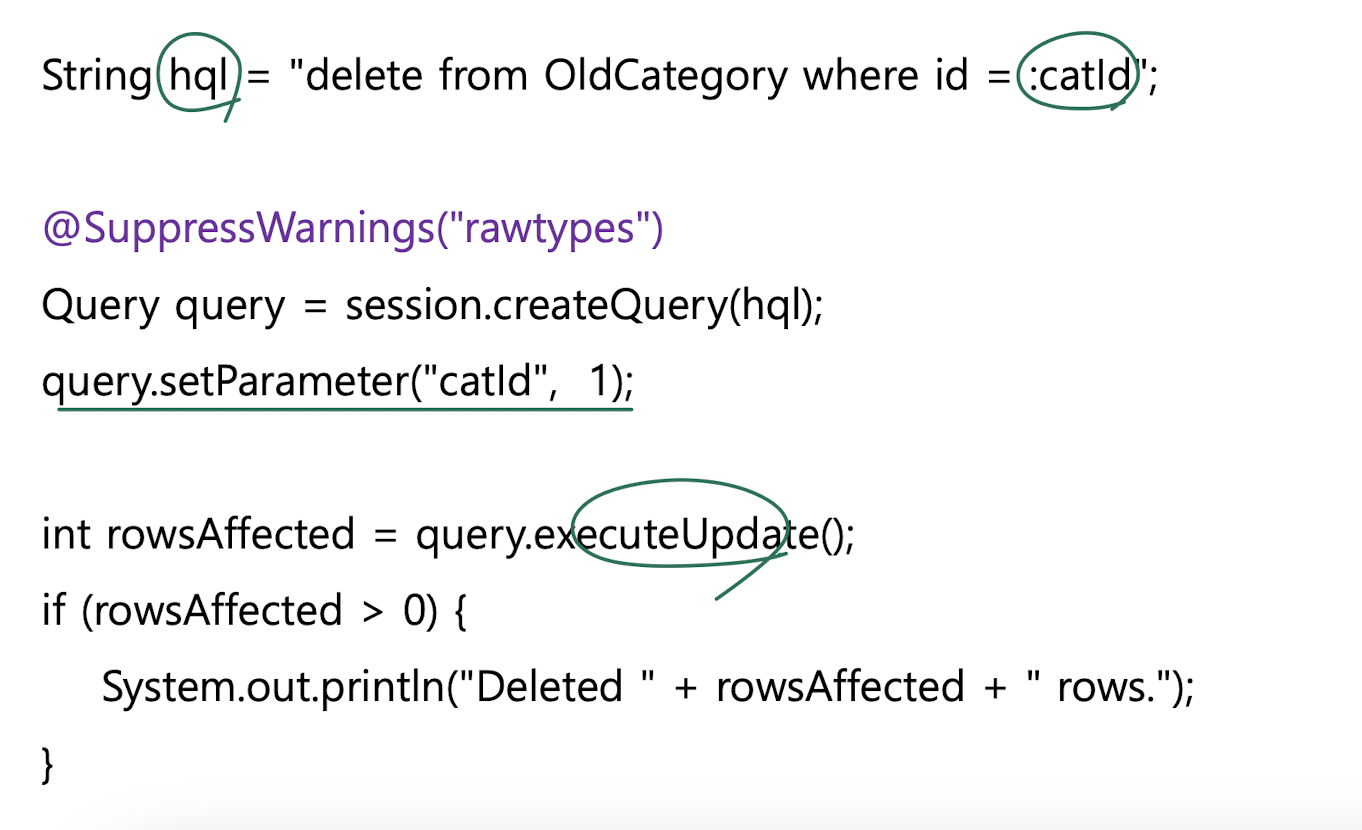 String hql = "delete from OldCategory where id = :catId";
@SuppressWarnings("rawtypes")
Query query = session.createQuery(hql);
query.setParameter("catId", 1);
int rowsAffected = query.executeUpdate();
if (rowsAffected > 0) {
System.out.println("Deleted " + rowsAffected + " rows.");
}